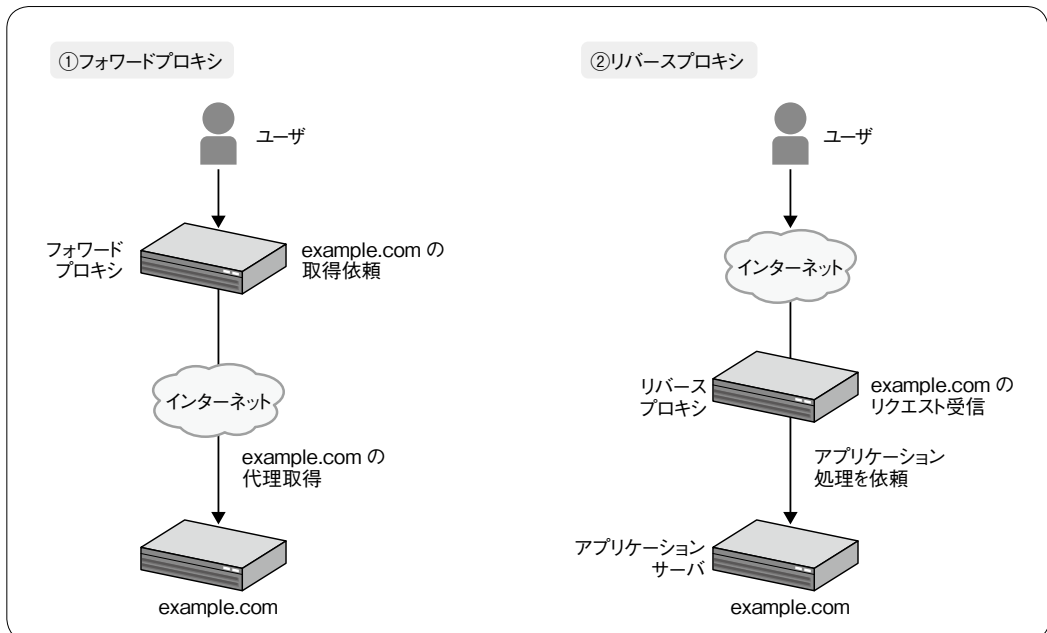 ①フォワードプロキシ
ユーザ
フォワード
プロキシ
example.com の
取得依頼
インターネット
example.com の
代理取得
example.com
②リバースプロキシ
ユーザ
インターネット
リバース
プロキシ
example.com の
リクエスト受信
アプリケーション
処理を依頼
アプリケーション
サーバ
example.com